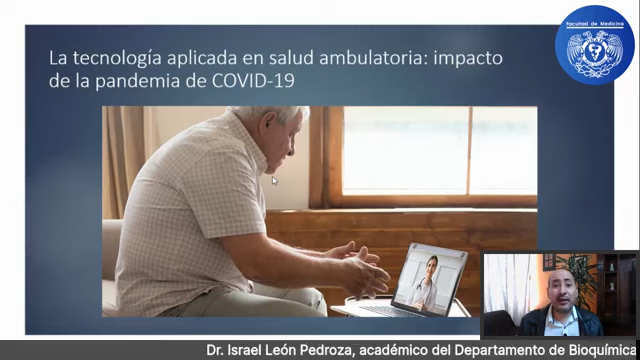 La tecnología aplicada en salud ambulatoria: impacto
de la pandemia de COVID-19
Facultad de Medicina
Dr. Israel León Pedroza, académico del Departamento de Bioquímica